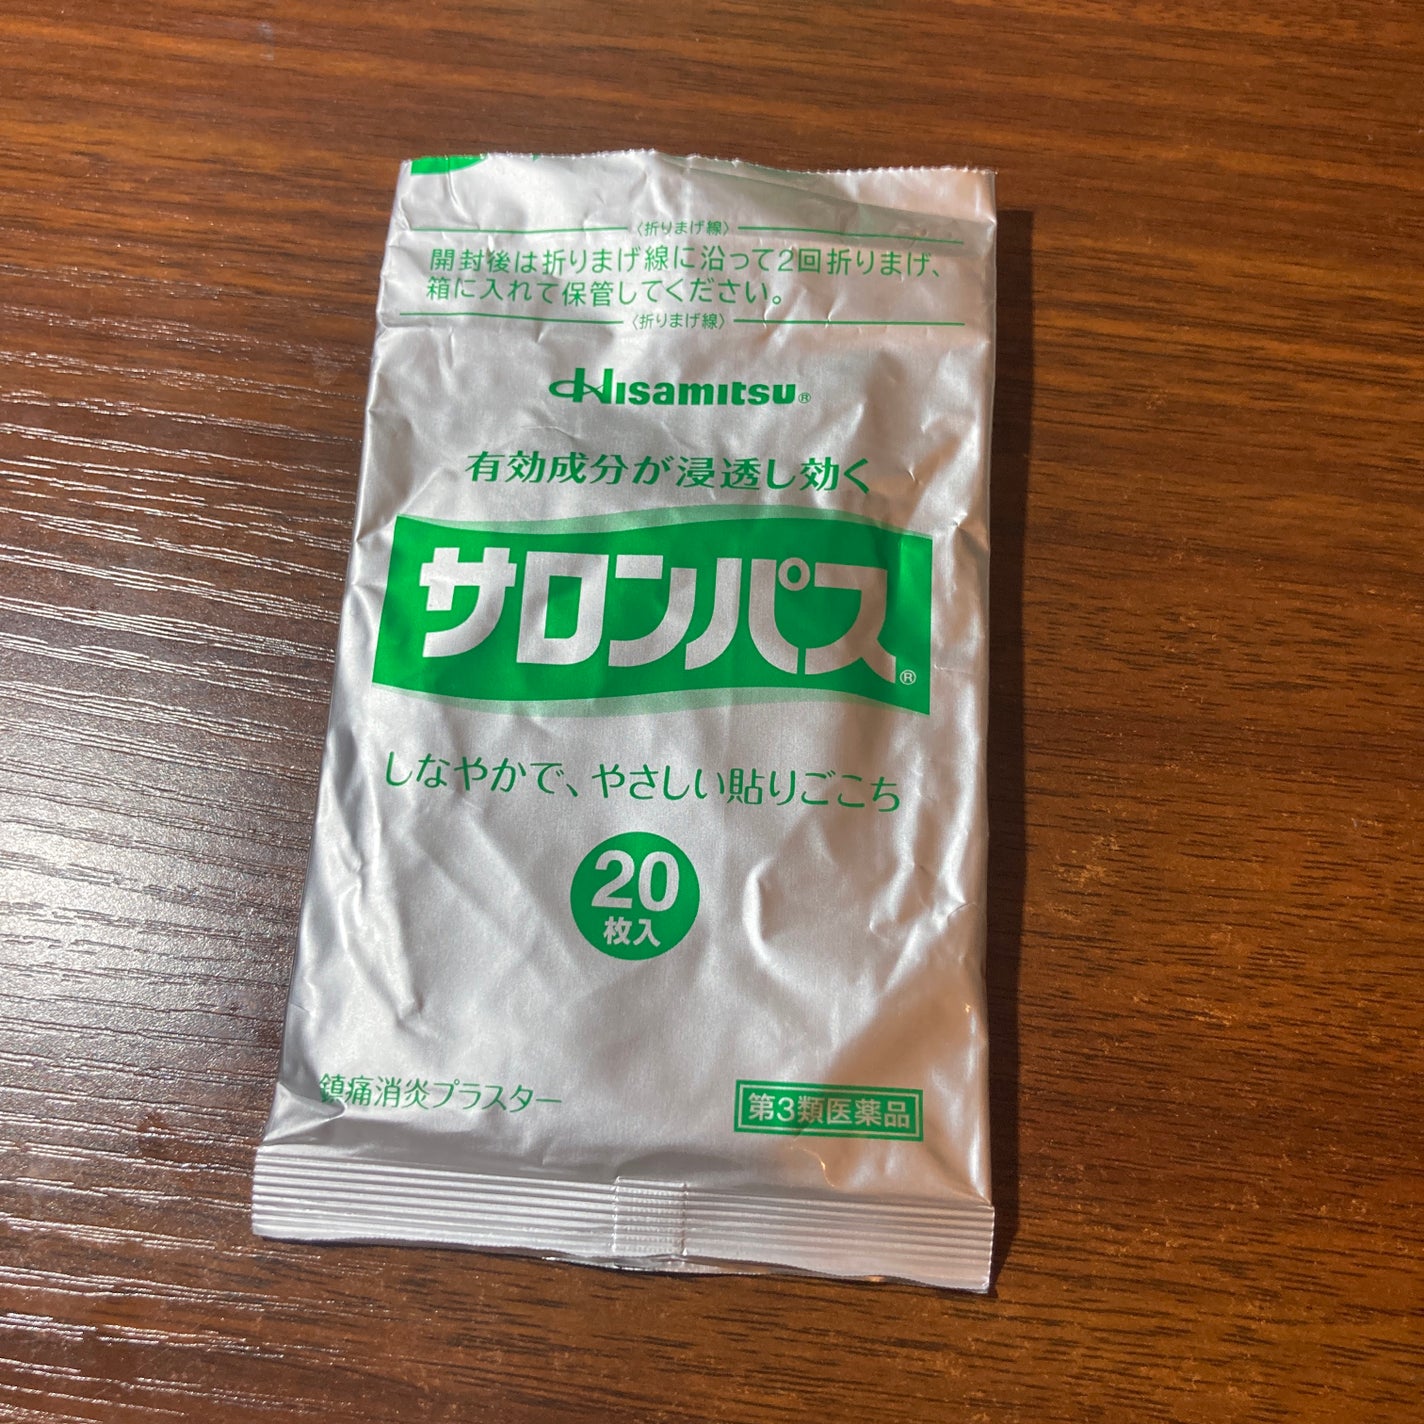 〈折りまげ線〉
開封後は折りまげ線に沿って2回折りまげ、
箱に入れて保管してください。
〈折りまげ線〉
Hisamitsu®
有効成分が浸透し効く
サロンパス®
しなやかで、やさしい貼りごこち
20
枚入
鎮痛消炎プラスター
第3類医薬品